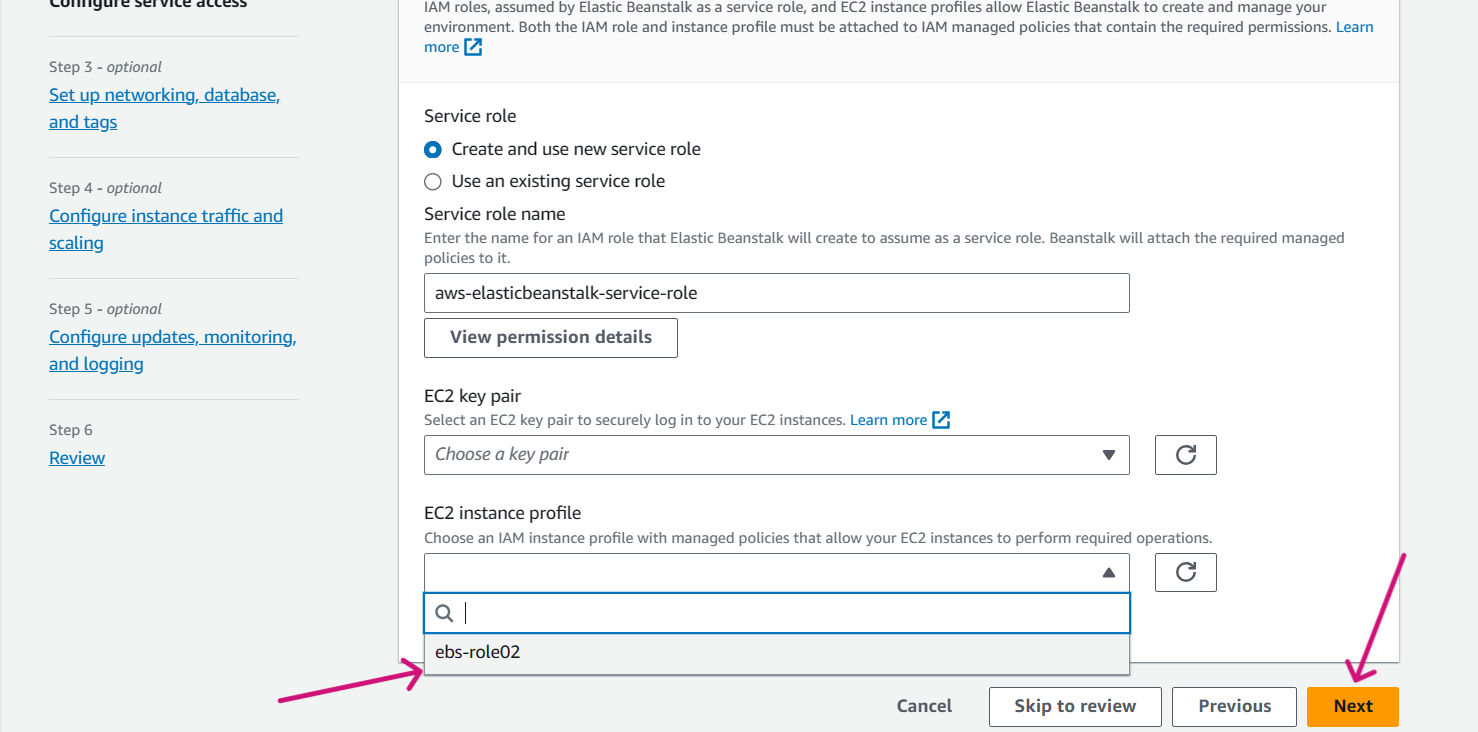 Configure service access
Step 3 - optional
Set up networking, database,
and tags
Step 4 - optional
Configure instance traffic and
scaling
Step 5 - optional
Configure updates, monitoring,
and logging
Step 6
Review
IAM roles, assumed by Elastic Beanstalk as a service role, and EC2 instance profiles allow Elastic Beanstalk to create and manage your
environment. Both the IAM role and instance profile must be attached to IAM managed policies that contain the required permissions. Learn
more
Service role
Create and use new service role
Use an existing service role
Service role name
Enter the name for an IAM role that Elastic Beanstalk will create to assume as a service role. Beanstalk will attach the required managed
policies to it.
aws-elasticbeanstalk-service-role
View permission details
EC2 key pair
Select an EC2 key pair to securely log in to your EC2 instances. Learn more
Choose a key pair
EC2 instance profile
Choose an IAM instance profile with managed policies that allow your EC2 instances to perform required operations.
ebs-role02
Cancel
Skip to review
Previous
Next